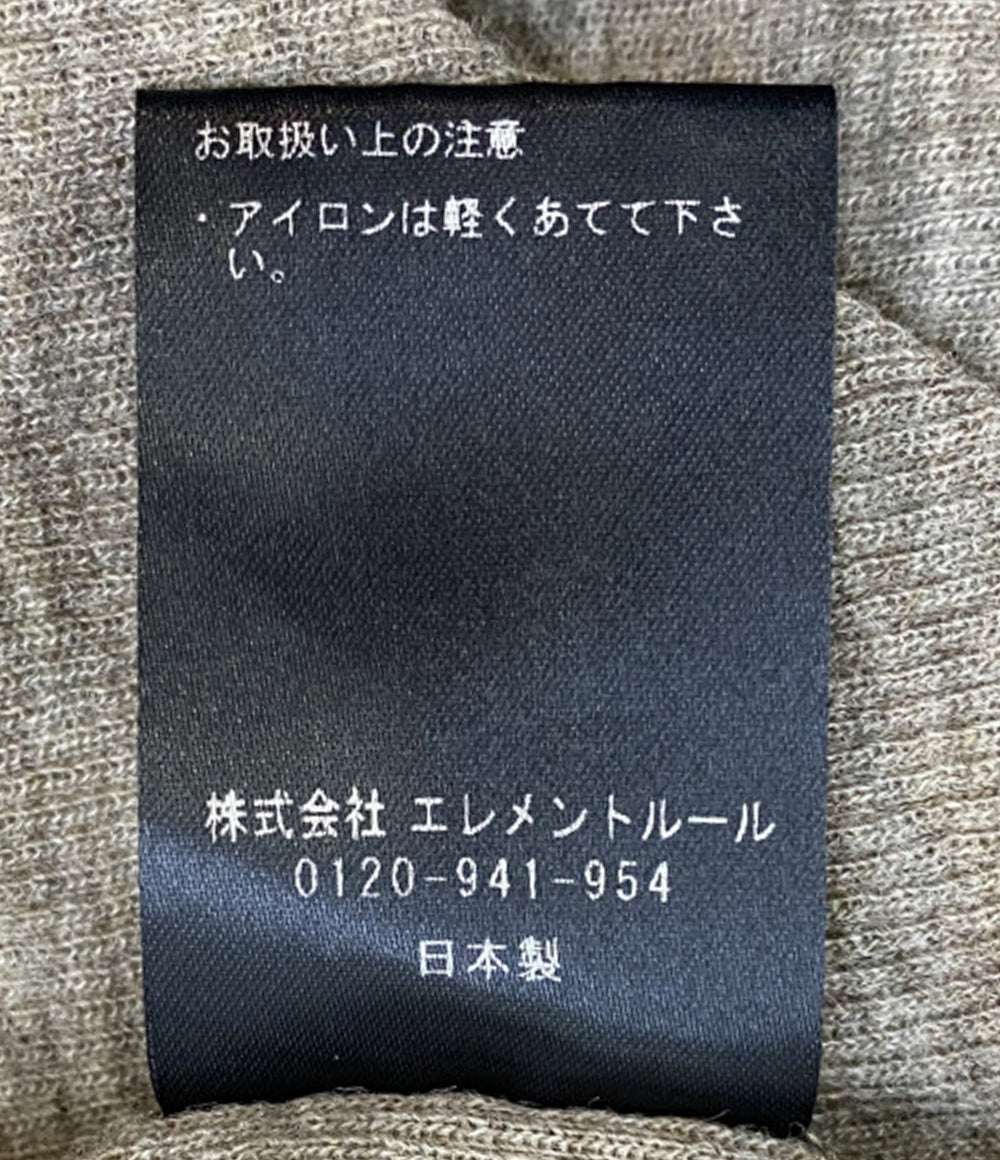 お取扱い上の注意
・アイロンは軽くあてて下さ
い。
株式会社 エレメントルール
0120-941-954
日本製